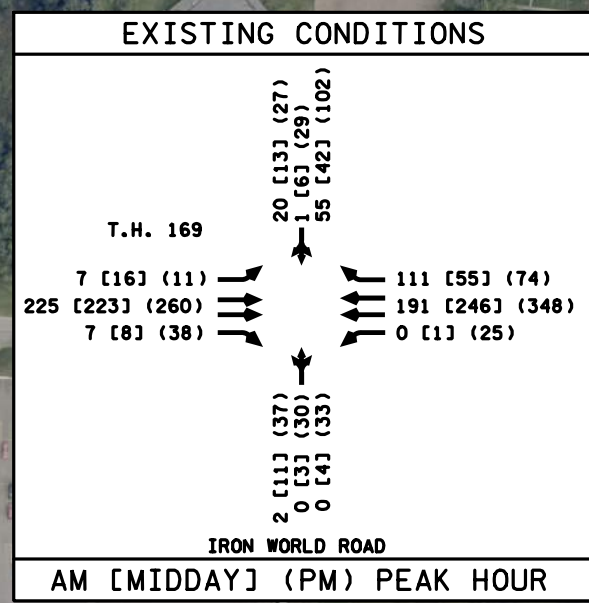 EXISTING CONDITIONS
20 [13] (27)
1 [6] (29)
55 [42] (102)
T.H. 169
7 [16] (11)
225 [223] (260)
7 [8] (38)
111 [55] (74)
191 [246] (348)
0 [1] (25)
2 [11] (37)
0 [3] (30)
0 [4] (33)
IRON WORLD ROAD
AM [MIDDAY] (PM) PEAK HOUR